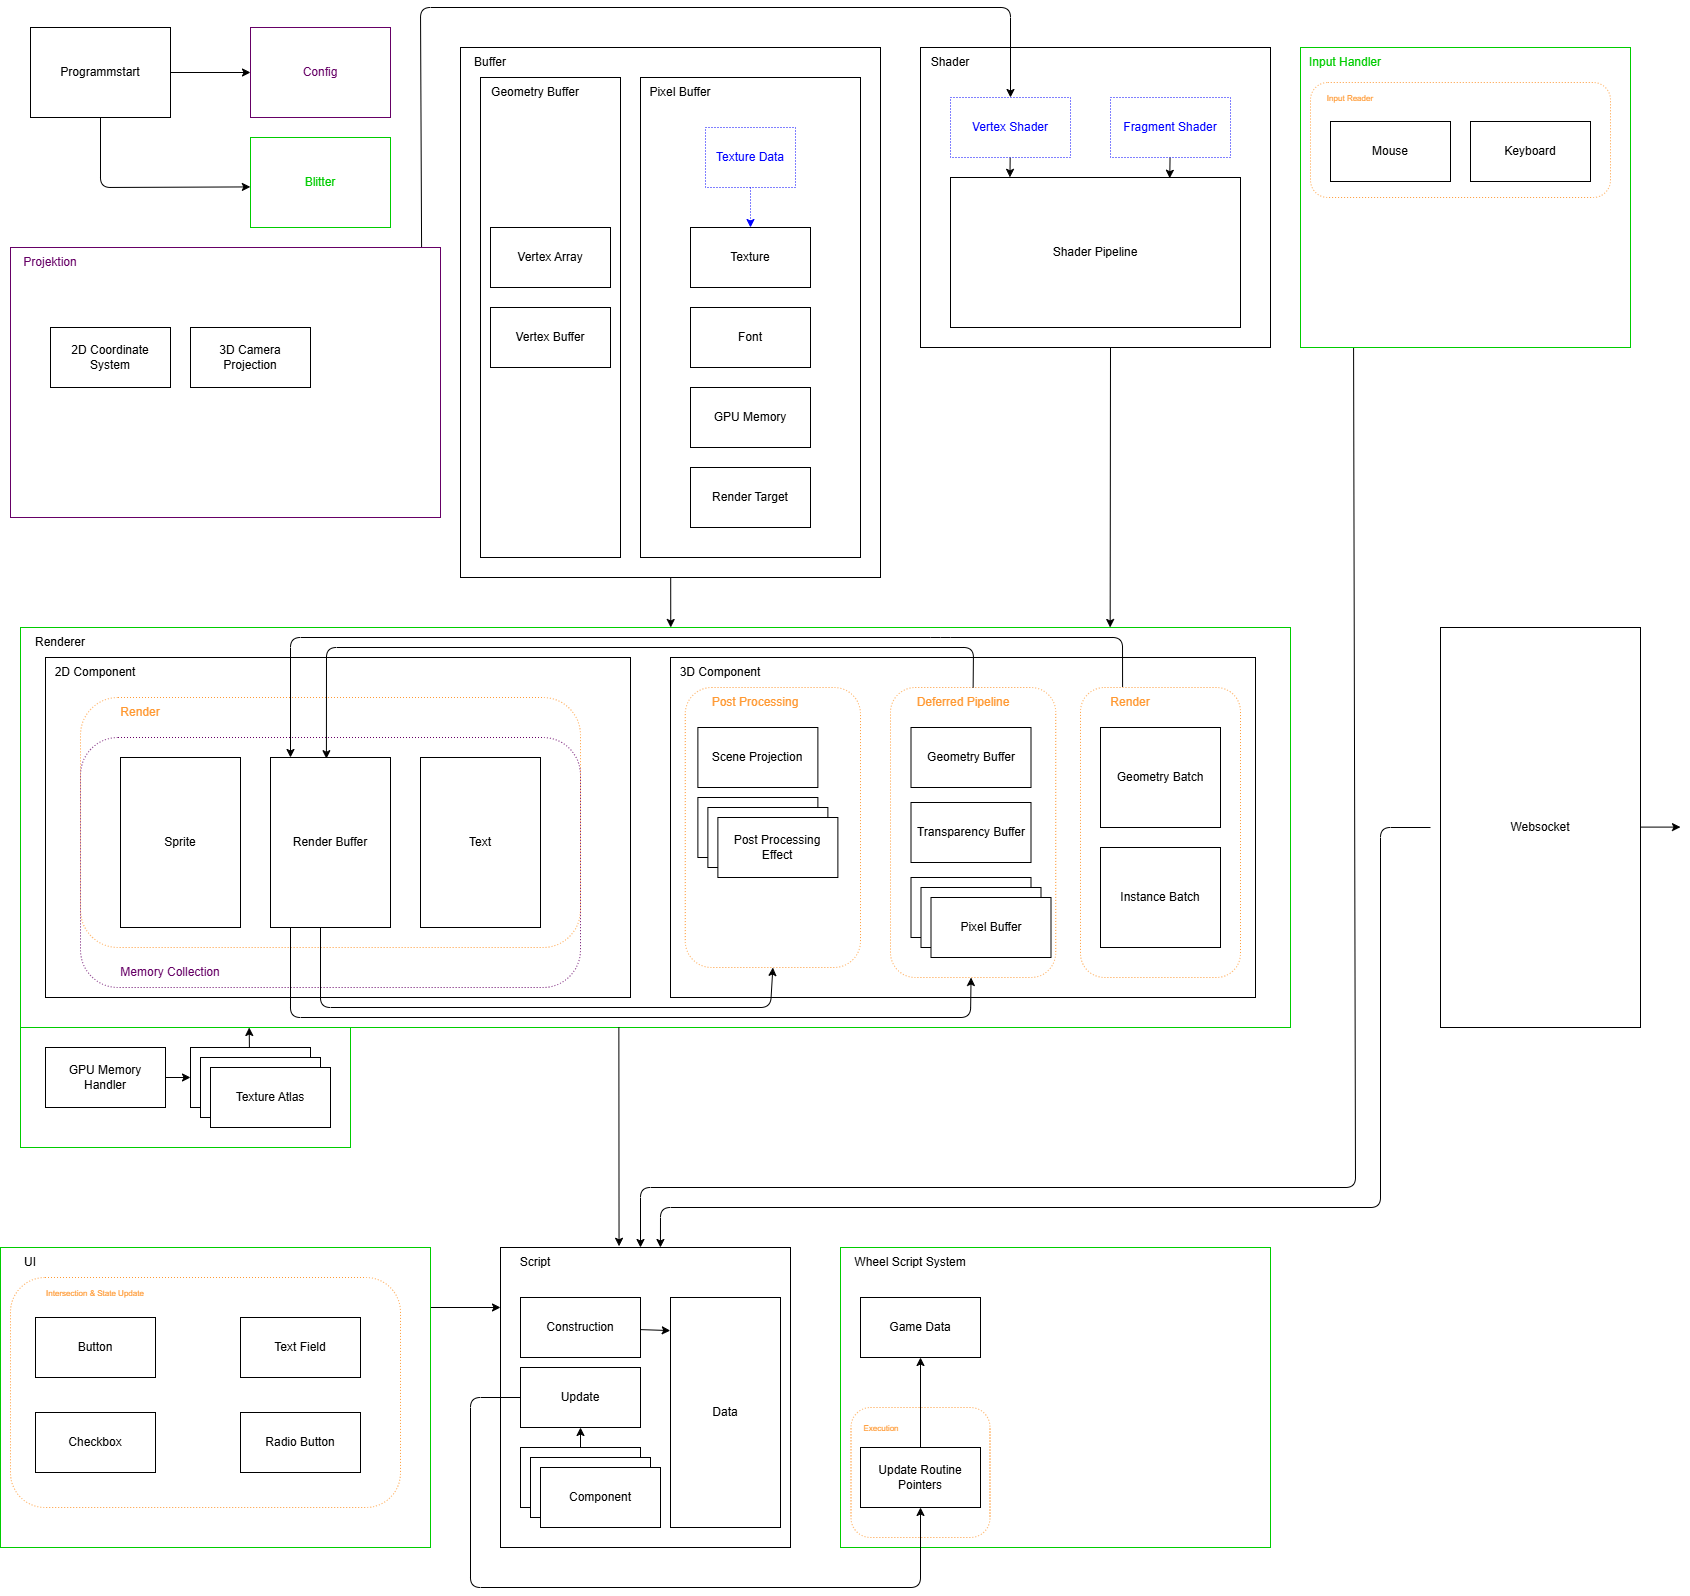 Programmstart
Config
Blitter
Projektion
2D Coordinate
System
3D Camera
Projection
Buffer
Geometry Buffer
Vertex Array
Vertex Buffer
Pixel Buffer
Texture Data
Texture
Font
GPU Memory
Render Target
Shader
Vertex Shader
Fragment Shader
Shader Pipeline
Input Handler
Input Reader
Mouse
Keyboard
Renderer
2D Component
Render
Sprite
Render Buffer
Text
Memory Collection
3D Component
Post Processing
Scene Projection
Post Processing
Effect
Deferred Pipeline
Geometry Buffer
Transparency Buffer
Pixel Buffer
Render
Geometry Batch
Instance Batch
Websocket
GPU Memory
Handler
Texture Atlas
UI
Intersection & State Update
Button
Text Field
Checkbox
Radio Button
Script
Construction
Update
Component
Data
Wheel Script System
Game Data
Execution
Update Routine
Pointers